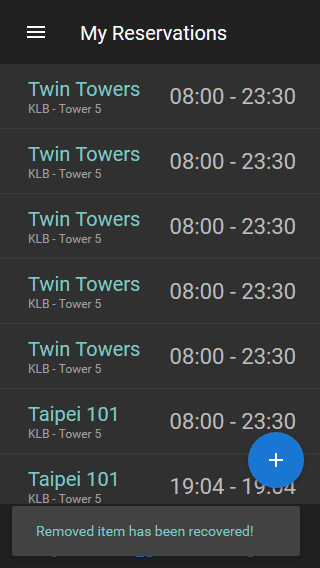 My Reservations
Twin Towers
08:00 - 23:30
KLB - Tower 5
Twin Towers
08:00 - 23:30
KLB - Tower 5
Twin Towers
08:00 - 23:30
KLB - Tower 5
Twin Towers
08:00 - 23:30
KLB - Tower 5
Twin Towers
08:00 - 23:30
KLB - Tower 5
Taipei 101
08:00 - 23:30
KLB - Tower 5
Taipei 101
19:04 - 19:04
KLB - Tower 5
Removed item has been recovered!